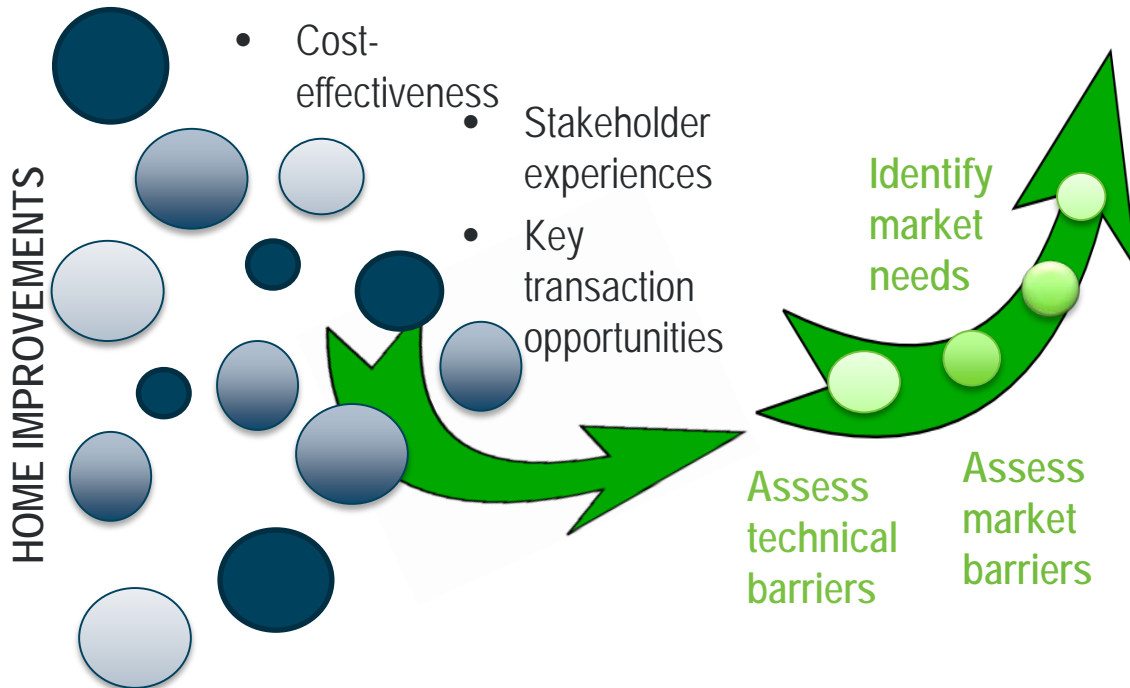 HOME IMPROVEMENTS
• Cost-
effectiveness
• Stakeholder
experiences
• Key
transaction
opportunities
Identify
market
needs
Assess
technical
barriers
Assess
market
barriers